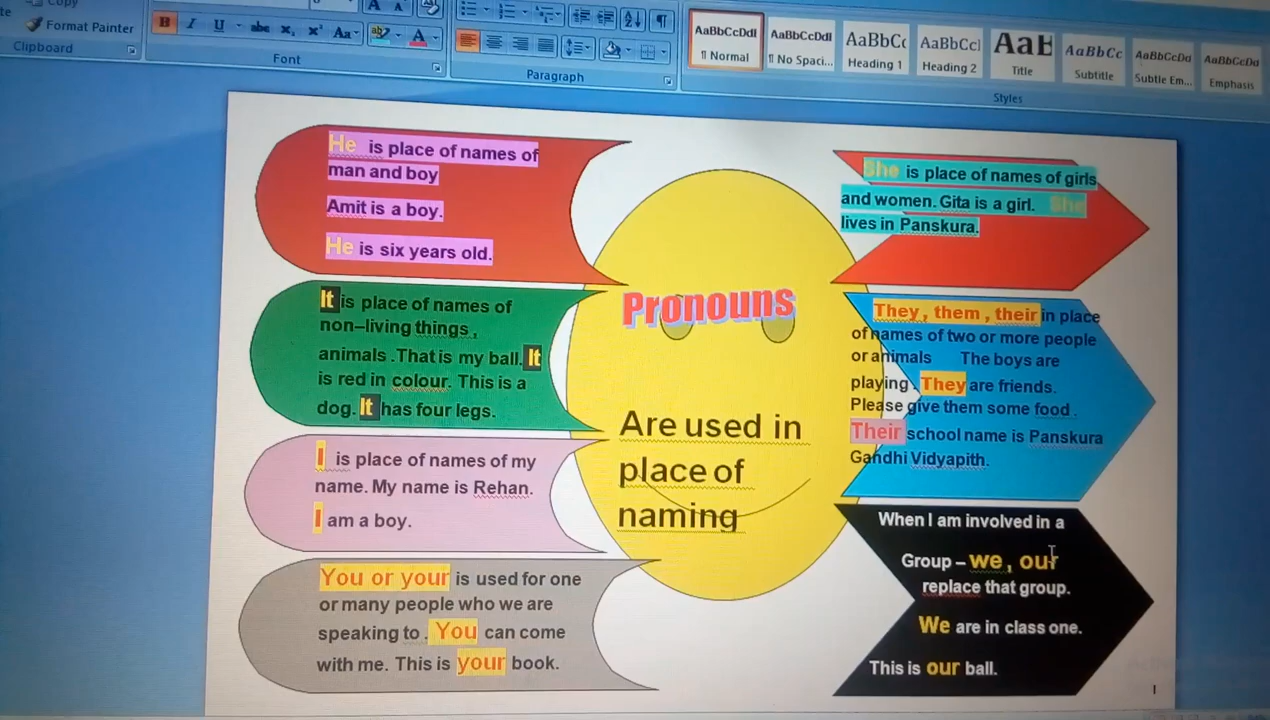 Copy
Format Painter
Clipboard
B I U abc x₂ x² Aa
Font
Paragraph
AaBbCcDdI AaBbCcDdI AaBbCc AaBbCcI AaB AaBbCc AaBbCcDd AaBbCcDd
¶ Normal ¶ No Spaci... Heading 1 Heading 2 Title Subtitle Subtle Em... Emphasis
Styles
He is place of names of
man and boy
Amit is a boy.
He is six years old.
It is place of names of
non–living things ,
animals .That is my ball. It
is red in colour. This is a
dog. It has four legs.
I is place of names of my
name. My name is Rehan.
I am a boy.
You or your is used for one
or many people who we are
speaking to . You can come
with me. This is your book.
Pronouns
Are used in
place of
naming
She is place of names of girls
and women. Gita is a girl. She
lives in Panskura.
They , them , their in place
of names of two or more people
or animals The boys are
playing . They are friends.
Please give them some food .
Their school name is Panskura
Gandhi Vidyapith.
When I am involved in a
Group – we , our
replace that group.
We are in class one.
This is our ball.